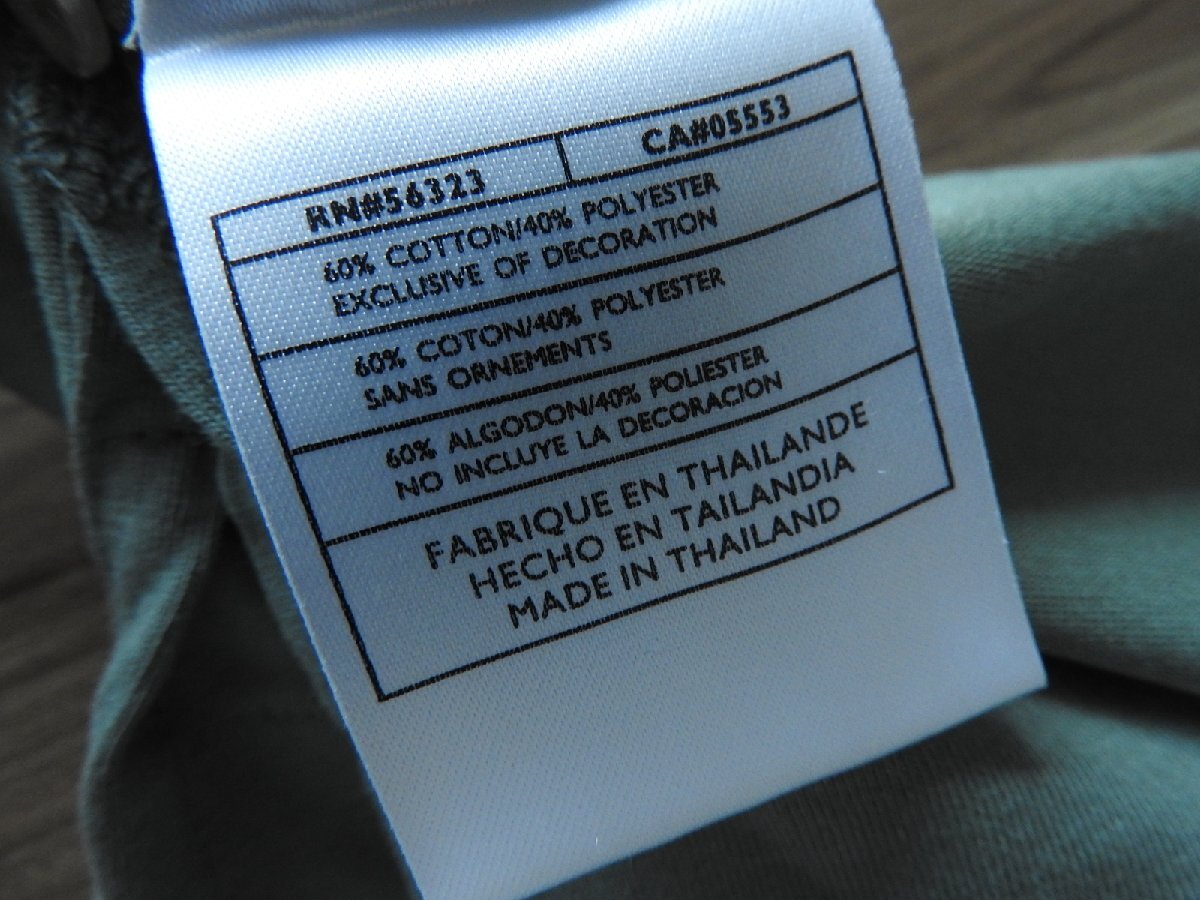 RN#56323 CA#05553
60% COTTON/40% POLYESTER
EXCLUSIVE OF DECORATION
60% COTON/40% POLYESTER
SANS ORNEMENTS
60% ALGODON/40% POLIESTER
NO INCLUYE LA DECORACION
FABRIQUE EN THAILANDE
HECHO EN TAILANDIA
MADE IN THAILAND